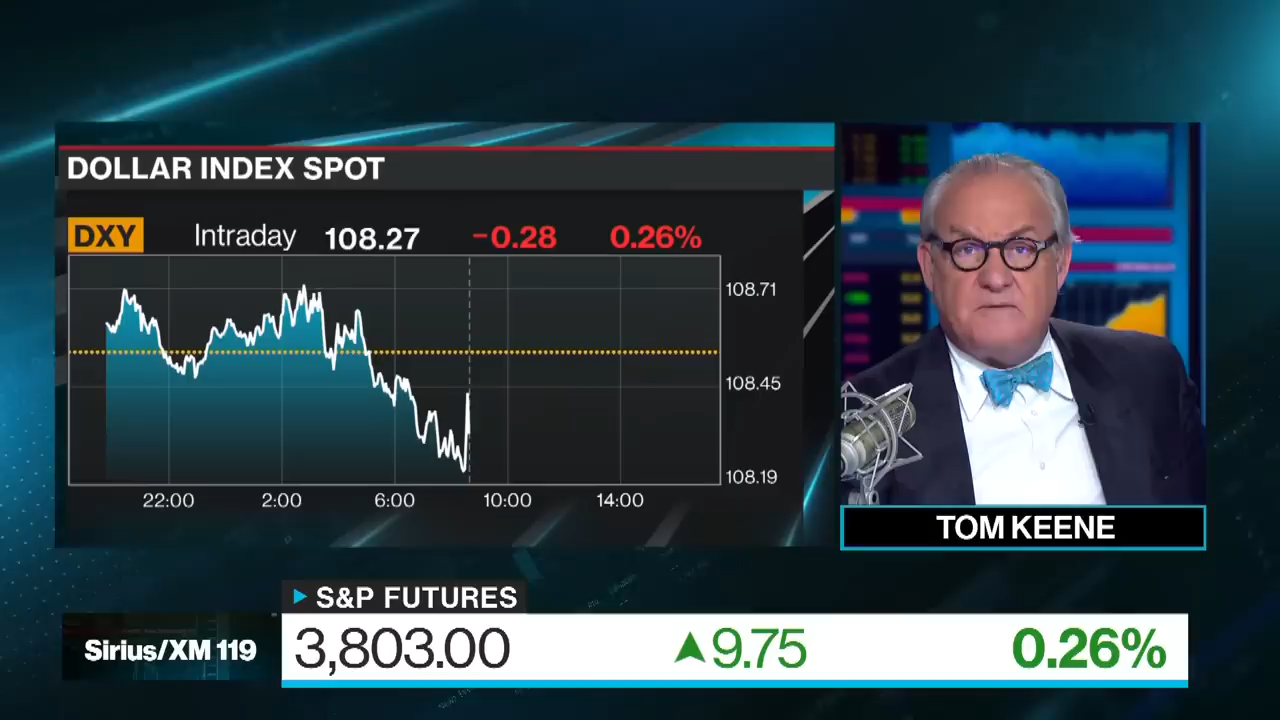 DOLLAR INDEX SPOT
DXY Intraday 108.27 -0.28 0.26%
108.71
108.45
108.19
22:00 2:00 6:00 10:00 14:00
TOM KEENE
S&P FUTURES
Sirius/XM 119
3,803.00 ▲9.75 0.26%